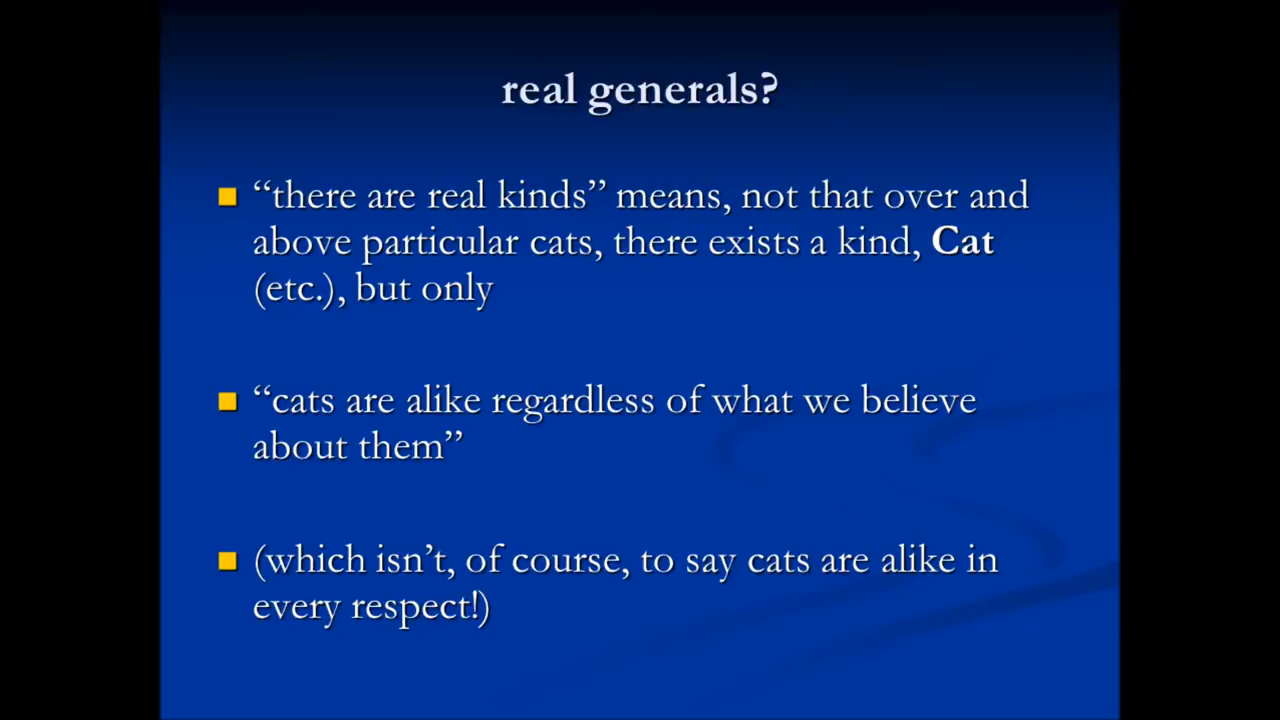 real generals?
“there are real kinds” means, not that over and
above particular cats, there exists a kind, Cat
(etc.), but only
“cats are alike regardless of what we believe
about them”
(which isn’t, of course, to say cats are alike in
every respect!)